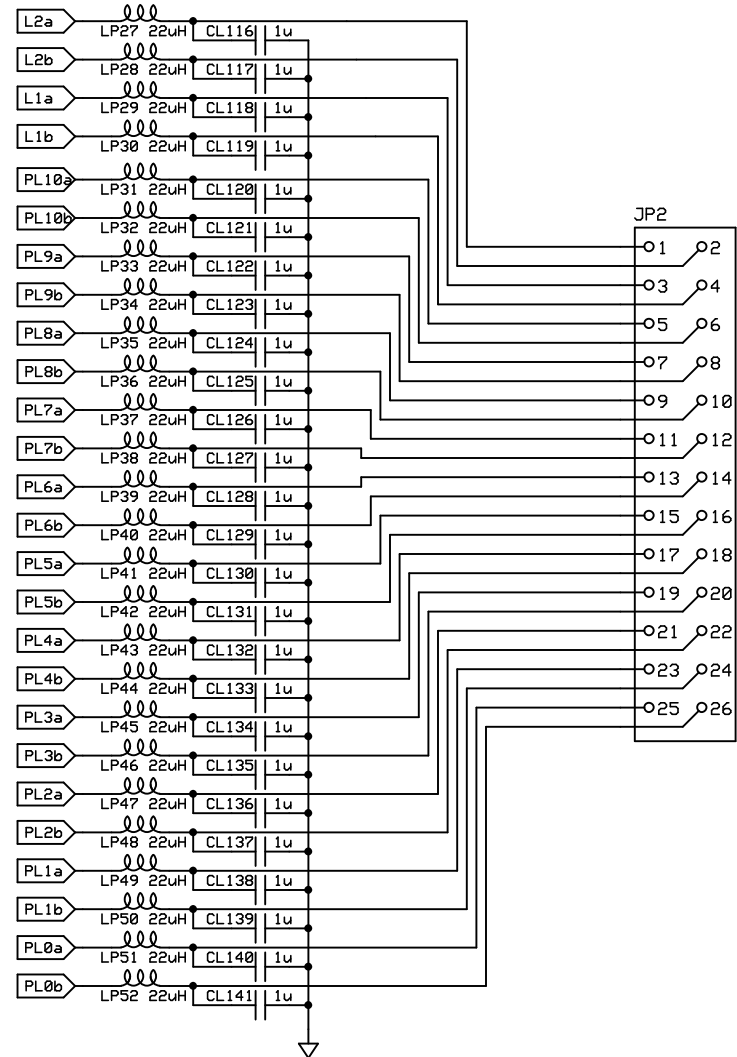 L2a LP27 22uH CL116 1u
L2b LP28 22uH CL117 1u
L1a LP29 22uH CL118 1u
L1b LP30 22uH CL119 1u
PL10a LP31 22uH CL120 1u
PL10b LP32 22uH CL121 1u
PL9a LP33 22uH CL122 1u
PL9b LP34 22uH CL123 1u
PL8a LP35 22uH CL124 1u
PL8b LP36 22uH CL125 1u
PL7a LP37 22uH CL126 1u
PL7b LP38 22uH CL127 1u
PL6a LP39 22uH CL128 1u
PL6b LP40 22uH CL129 1u
PL5a LP41 22uH CL130 1u
PL5b LP42 22uH CL131 1u
PL4a LP43 22uH CL132 1u
PL4b LP44 22uH CL133 1u
PL3a LP45 22uH CL134 1u
PL3b LP46 22uH CL135 1u
PL2a LP47 22uH CL136 1u
PL2b LP48 22uH CL137 1u
PL1a LP49 22uH CL138 1u
PL1b LP50 22uH CL139 1u
PL0a LP51 22uH CL140 1u
PL0b LP52 22uH CL141 1u
JP2
1 2
3 4
5 6
7 8
9 10
11 12
13 14
15 16
17 18
19 20
21 22
23 24
25 26